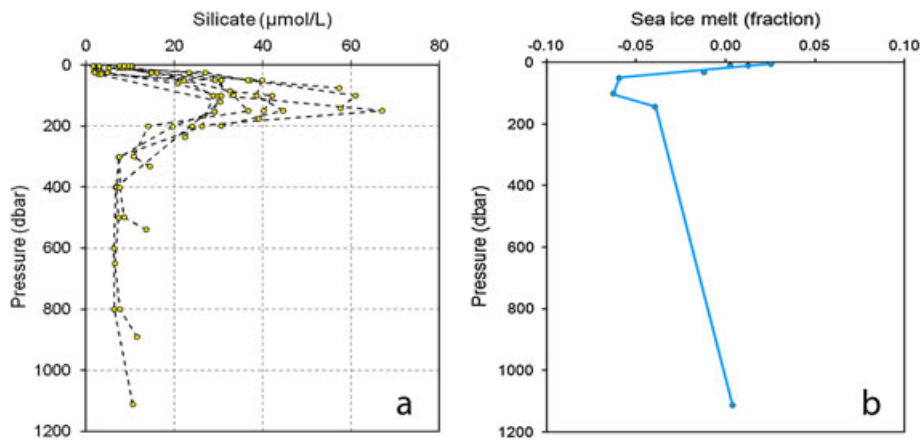 Silicate (µmol/L)
0 20 40 60 80
0
200
400
600
800
1000
1200
Pressure (dbar)
a
Sea ice melt (fraction)
-0.10 -0.05 0.00 0.05 0.10
0
200
400
600
800
1000
1200
Pressure (dbar)
b